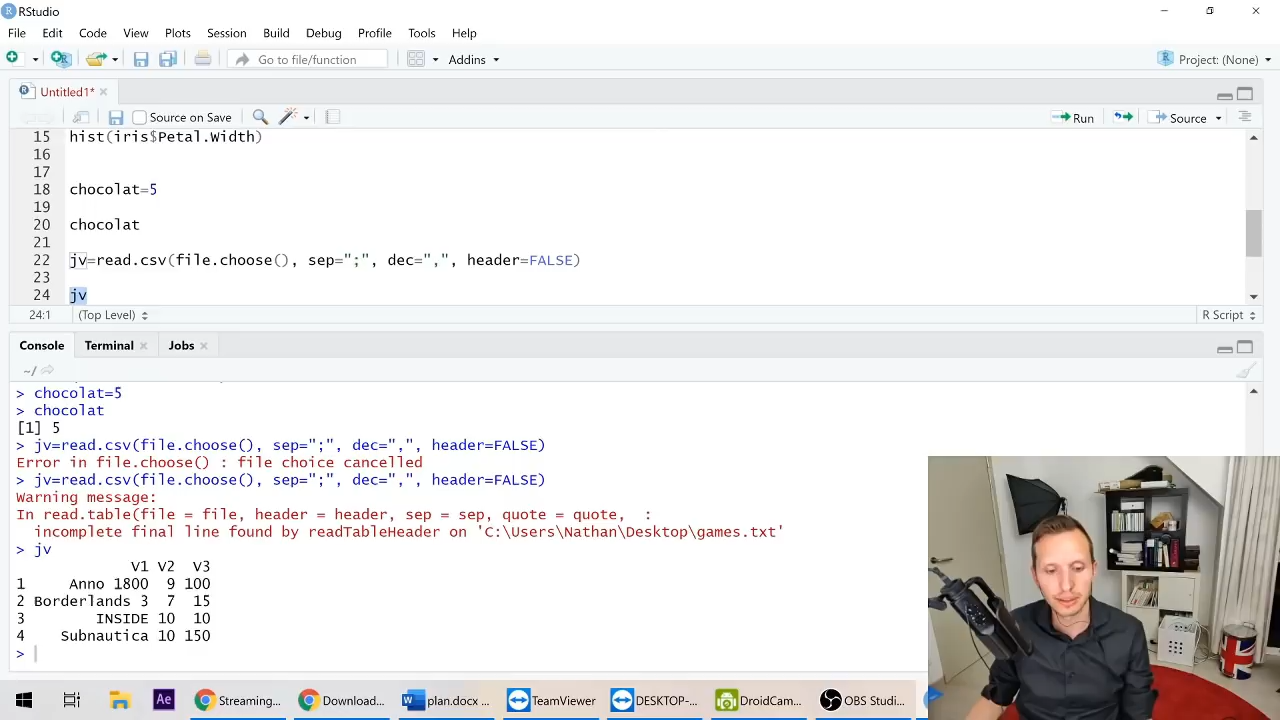 RStudio
File Edit Code View Plots Session Build Debug Profile Tools Help
Go to file/function Addins Project: (None)
Untitled1*
Source on Save Run Source
15 hist(iris$Petal.Width)
16
17
18 chocolat=5
19
20 chocolat
21
22 jv=read.csv(file.choose(), sep=";", dec=",", header=FALSE)
23
24 jv
24:1 (Top Level) R Script
Console Terminal Jobs
~/
> chocolat=5
> chocolat
[1] 5
> jv=read.csv(file.choose(), sep=";", dec=",", header=FALSE)
Error in file.choose() : file choice cancelled
> jv=read.csv(file.choose(), sep=";", dec=",", header=FALSE)
Warning message:
In read.table(file = file, header = header, sep = sep, quote = quote,  :
incomplete final line found by readTableHeader on 'C:\Users\Nathan\Desktop\games.txt'
> jv
V1 V2 V3
1 Anno 1800 9 100
2 Borderlands 3 7 15
3 INSIDE 10 10
4 Subnautica 10 150
>
Ae Streaming... Download... plan.docx ... TeamViewer DESKTOP-... DroidCam... OBS Studi...